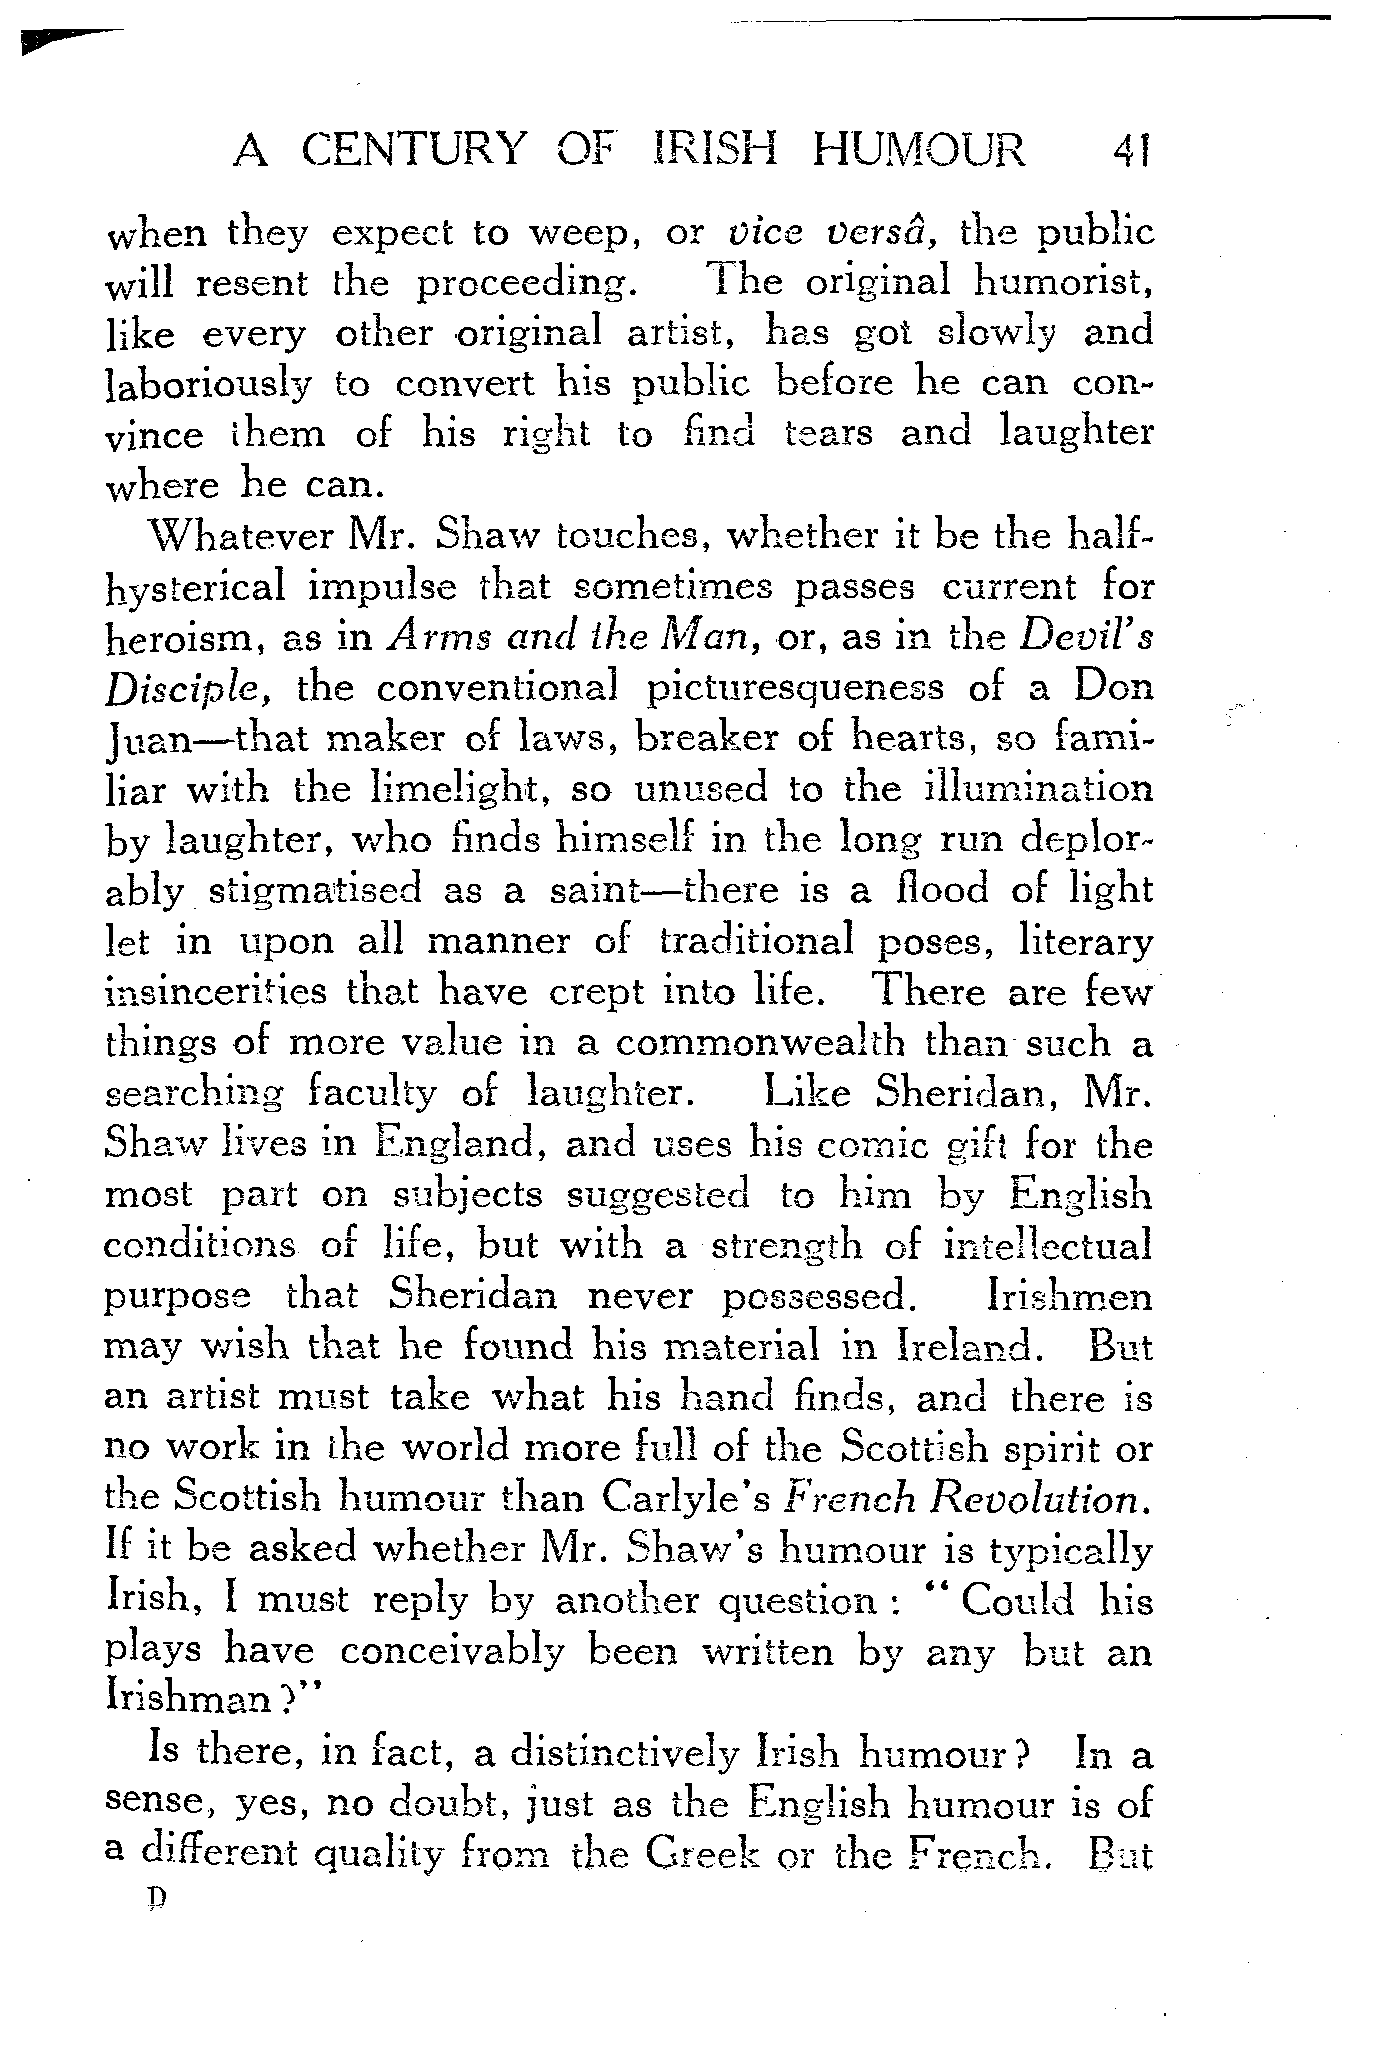 A CENTURY OF IRISH HUMOUR 41
when they expect to weep, or vice versâ, the public
will resent the proceeding. The original humorist,
like every other original artist, has got slowly and
laboriously to convert his public before he can con-
vince them of his right to find tears and laughter
where he can.
Whatever Mr. Shaw touches, whether it be the half-
hysterical impulse that sometimes passes current for
heroism, as in Arms and the Man, or, as in the Devil's
Disciple, the conventional picturesqueness of a Don
Juan—that maker of laws, breaker of hearts, so fami-
liar with the limelight, so unused to the illumination
by laughter, who finds himself in the long run deplor-
ably stigmatised as a saint—there is a flood of light
let in upon all manner of traditional poses, literary
insincerities that have crept into life. There are few
things of more value in a commonwealth than such a
searching faculty of laughter. Like Sheridan, Mr.
Shaw lives in England, and uses his comic gift for the
most part on subjects suggested to him by English
conditions of life, but with a strength of intellectual
purpose that Sheridan never possessed. Irishmen
may wish that he found his material in Ireland. But
an artist must take what his hand finds, and there is
no work in the world more full of the Scottish spirit or
the Scottish humour than Carlyle's French Revolution.
If it be asked whether Mr. Shaw's humour is typically
Irish, I must reply by another question : “ Could his
plays have conceivably been written by any but an
Irishman ?”
Is there, in fact, a distinctively Irish humour ? In a
sense, yes, no doubt, just as the English humour is of
a different quality from the Greek or the French. But
D